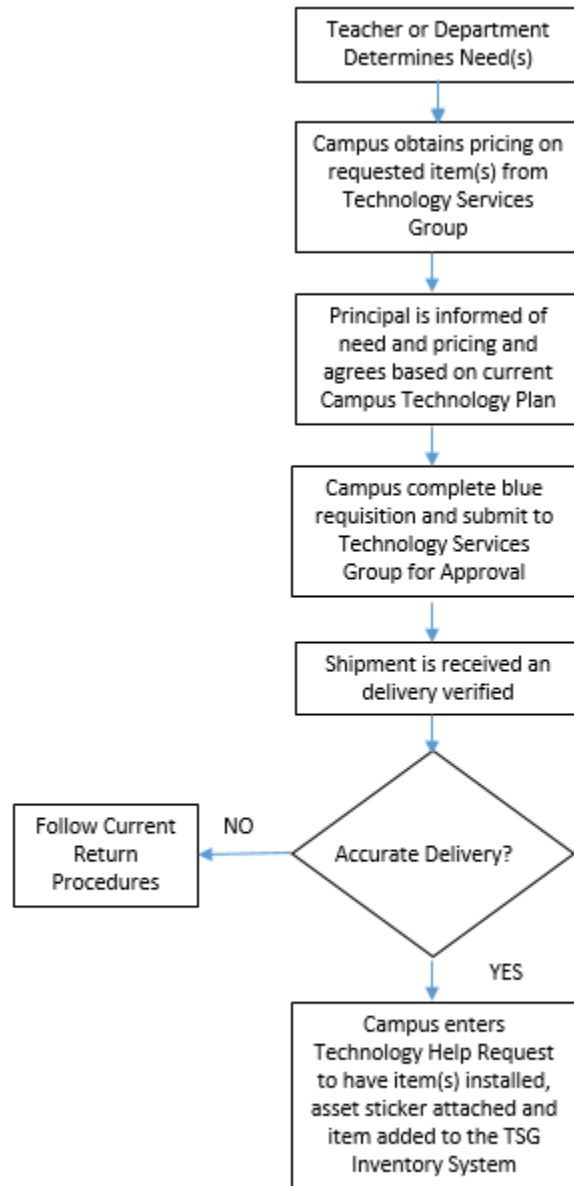 Teacher or Department
Determines Need(s)
Campus obtains pricing on
requested item(s) from
Technology Services
Group
Principal is informed of
need and pricing and
agrees based on current
Campus Technology Plan
Campus complete blue
requisition and submit to
Technology Services
Group for Approval
Shipment is received an
delivery verified
Accurate Delivery?
NO
Follow Current
Return
Procedures
YES
Campus enters
Technology Help Request
to have item(s) installed,
asset sticker attached and
item added to the TSG
Inventory System